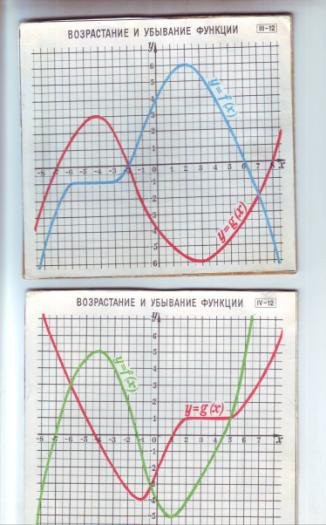 ВОЗРАСТАНИЕ И УБЫВАНИЕ ФУНКЦИИ III-12
y
y=f(x)
x
y=g(x)
ВОЗРАСТАНИЕ И УБЫВАНИЕ ФУНКЦИИ IV-12
y
y=f(x)
y=g(x)
x